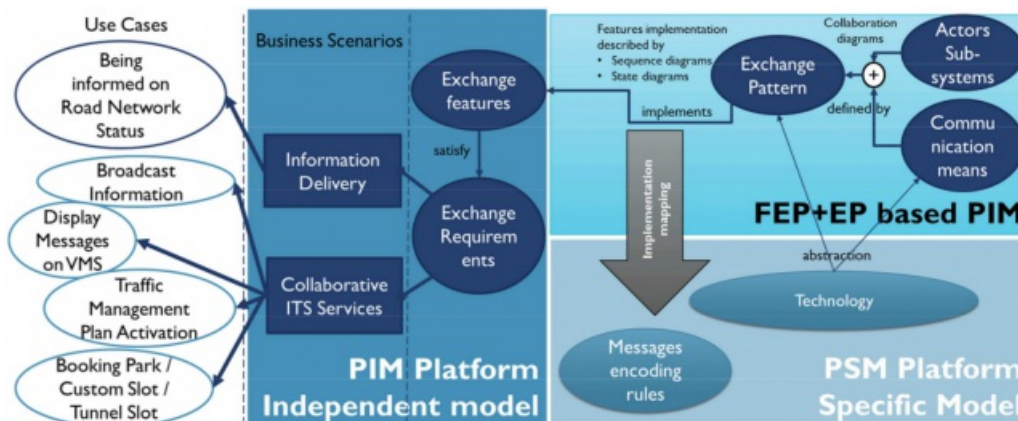 Use Cases
Being
informed on
Road Network
Status
Broadcast
Information
Display
Messages
on VMS
Traffic
Management
Plan Activation
Booking Park /
Custom Slot /
Tunnel Slot
Business Scenarios
Information
Delivery
Collaborative
ITS Services
Exchange
features
satisfy
Exchange
Requirem
ents
PIM Platform
Independent model
Features implementation
described by
• Sequence diagrams
• State diagrams
implements
Exchange
Pattern
Collaboration
diagrams
+
defined by
Actors
Sub-
systems
Commu
nication
means
FEP+EP based PIM
Implementation
mapping
abstraction
Technology
Messages
encoding
rules
PSM Platform
Specific Model